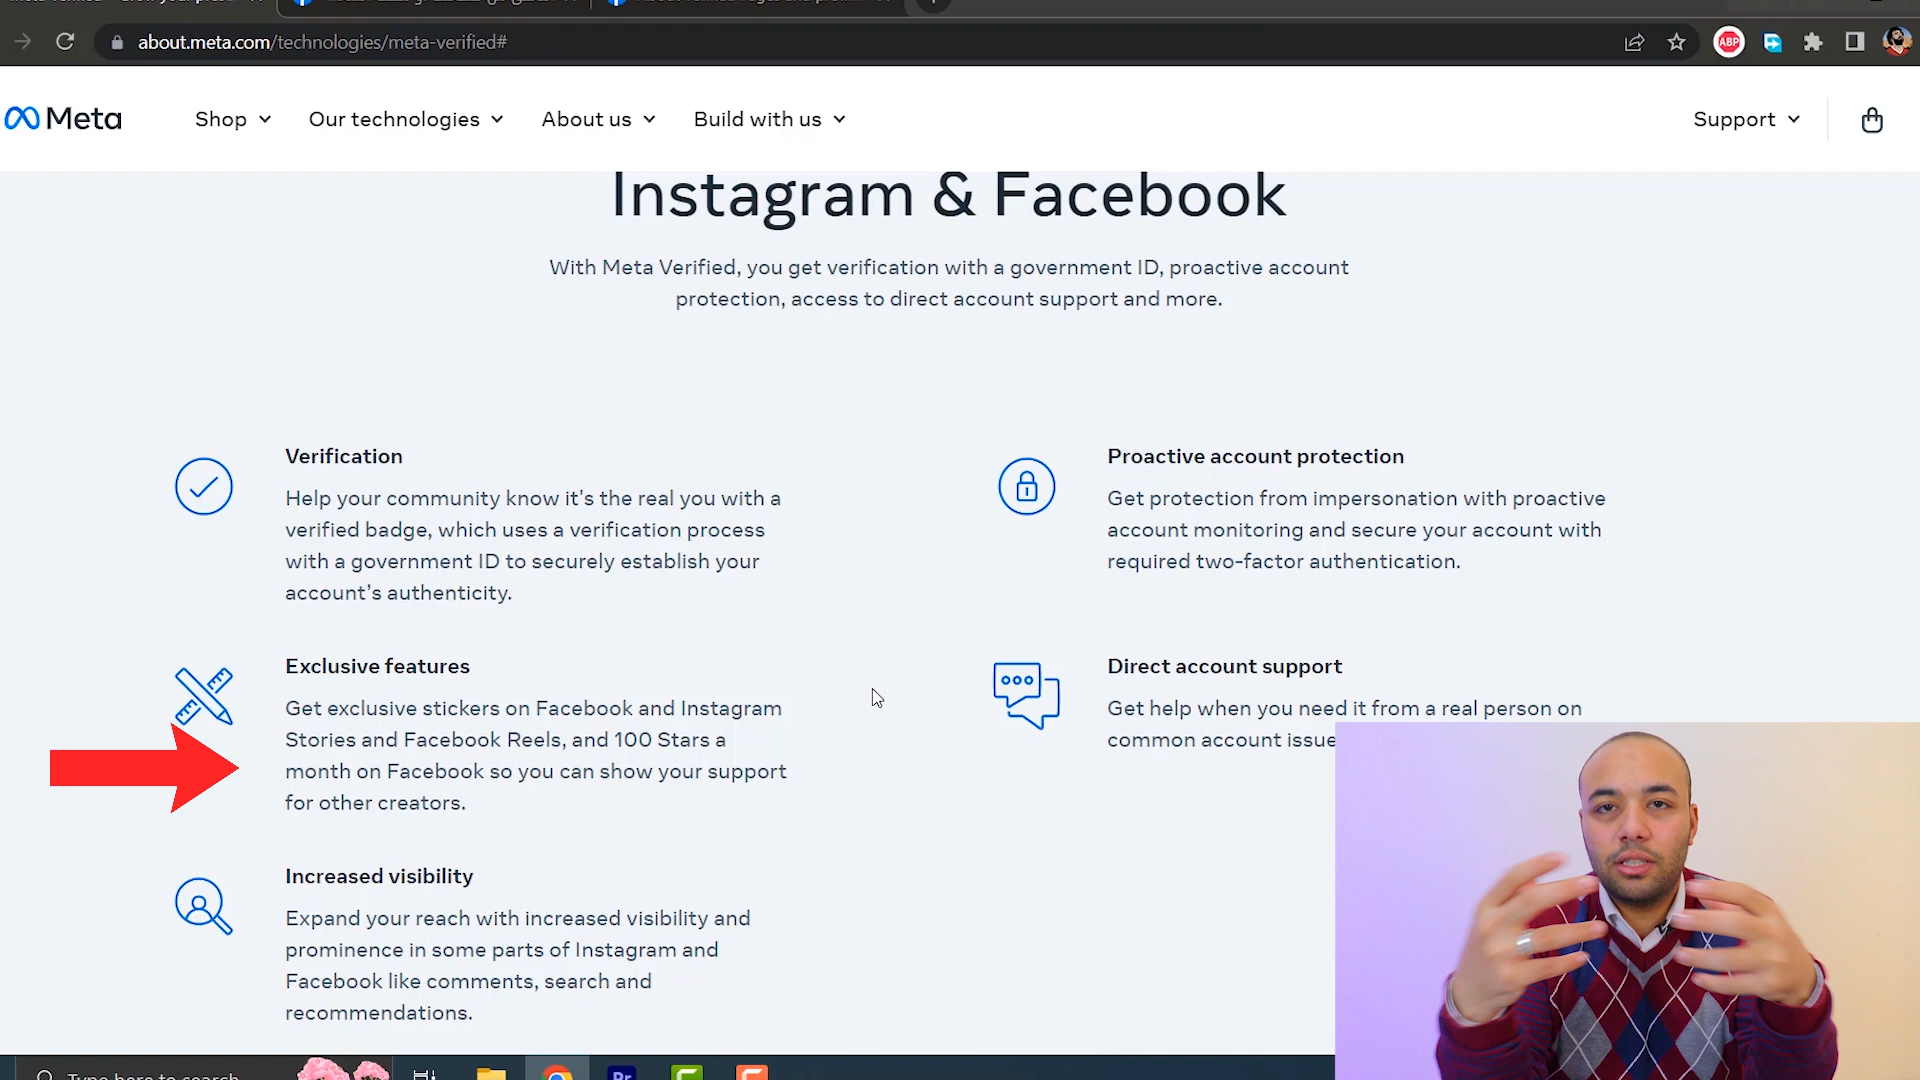 about.meta.com/technologies/meta-verified#
ABP
Meta
Shop
Our technologies
About us
Build with us
Support
Instagram & Facebook
With Meta Verified, you get verification with a government ID, proactive account
protection, access to direct account support and more.
Verification
Help your community know it's the real you with a
verified badge, which uses a verification process
with a government ID to securely establish your
account’s authenticity.
Proactive account protection
Get protection from impersonation with proactive
account monitoring and secure your account with
required two-factor authentication.
Exclusive features
Get exclusive stickers on Facebook and Instagram
Stories and Facebook Reels, and 100 Stars a
month on Facebook so you can show your support
for other creators.
Direct account support
Get help when you need it from a real person on
common account issue
Increased visibility
Expand your reach with increased visibility and
prominence in some parts of Instagram and
Facebook like comments, search and
recommendations.
Type here to search
Pr